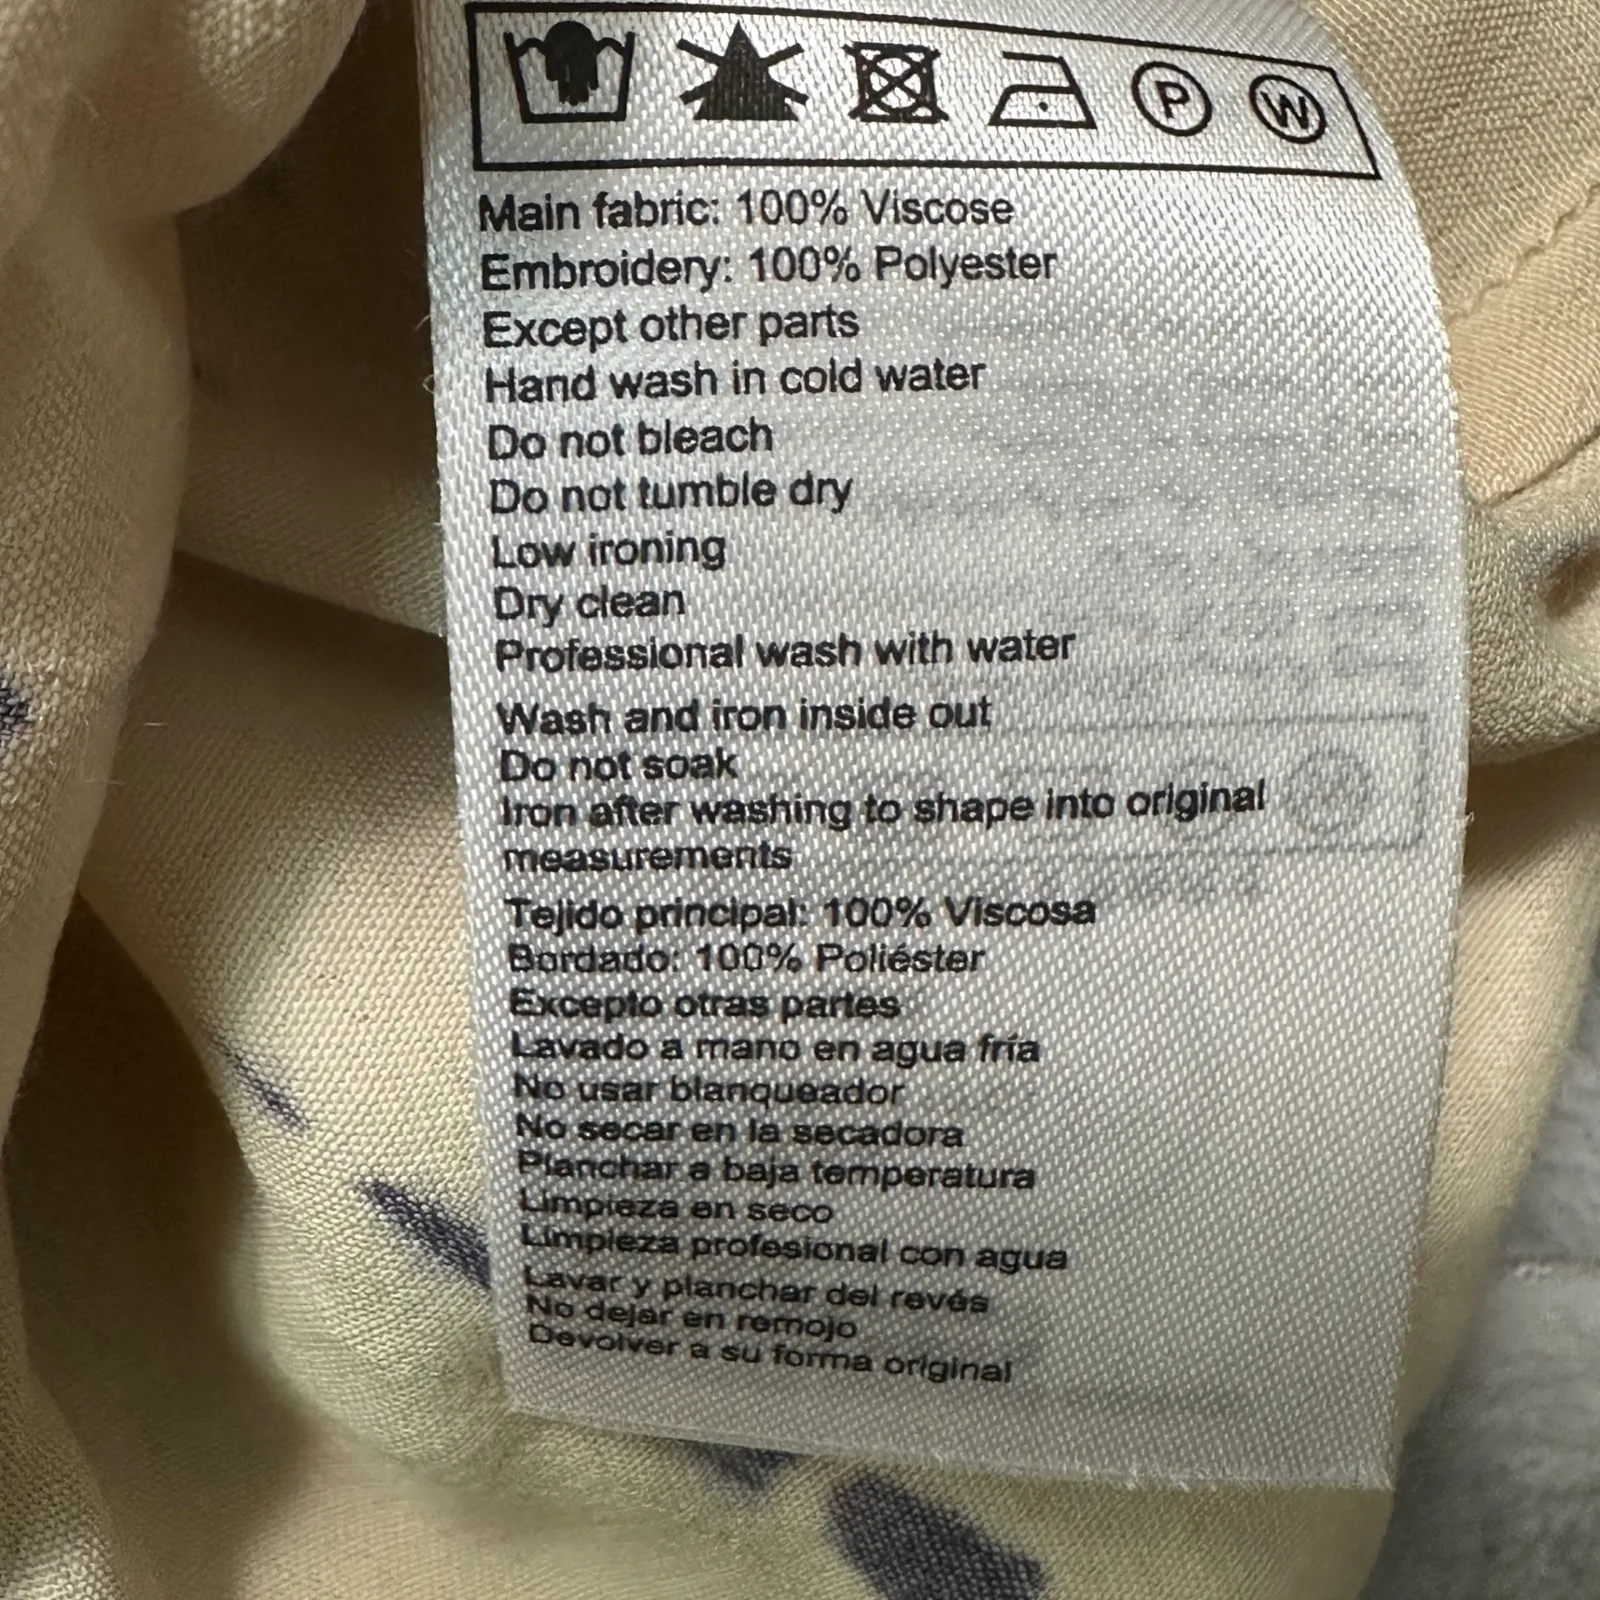 P W
Main fabric: 100% Viscose
Embroidery: 100% Polyester
Except other parts
Hand wash in cold water
Do not bleach
Do not tumble dry
Low ironing
Dry clean
Professional wash with water
Wash and iron inside out
Do not soak
Iron after washing to shape into original
measurements
Tejido principal: 100% Viscosa
Bordado: 100% Poliéster
Excepto otras partes
Lavado a mano en agua fría
No usar blanqueador
No secar en la secadora
Planchar a baja temperatura
Limpieza en seco
Limpieza profesional con agua
Lavar y planchar del revés
No dejar en remojo
Devolver a su forma original